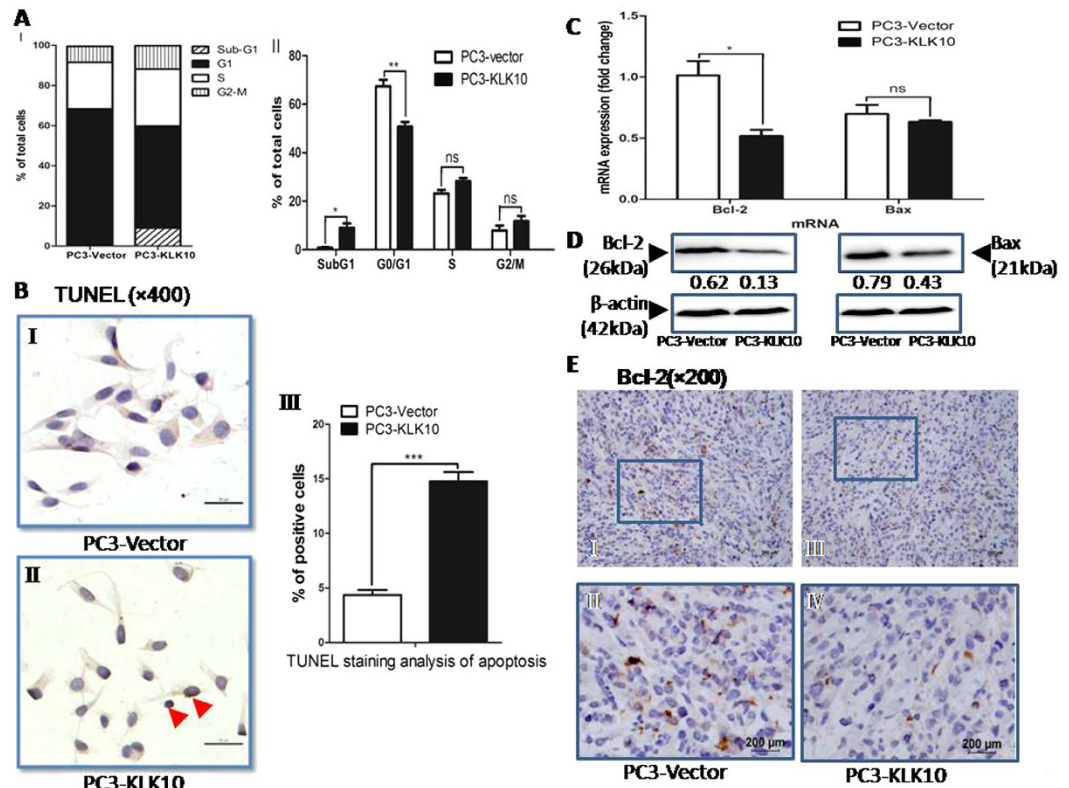 A
I
100
80
60
40
20
0
% of total cells
PC3-Vector PC3-KLK10
Sub-G1
G1
S
G2-M
II
80
60
40
20
0
% of total cells
PC3-vector
PC3-KLK10
*
**
ns
ns
SubG1 G0/G1 S G2/M
B TUNEL (×400)
I
PC3-Vector
II
PC3-KLK10
III
PC3-Vector
PC3-KLK10
20
15
10
5
0
% of positive cells
***
TUNEL staining analysis of apoptosis
C
1.5
1.0
0.5
0.0
mRNA expression (fold change)
PC3-Vector
PC3-KLK10
*
ns
Bcl-2 Bax
mRNA
D
Bcl-2
(26kDa)
0.62 0.13
0.79 0.43
Bax
(21kDa)
β-actin
(42kDa)
PC3-Vector PC3-KLK10
PC3-Vector PC3-KLK10
E
Bcl-2(×200)
I
III
II
200 μm
IV
200 μm
PC3-Vector
PC3-KLK10